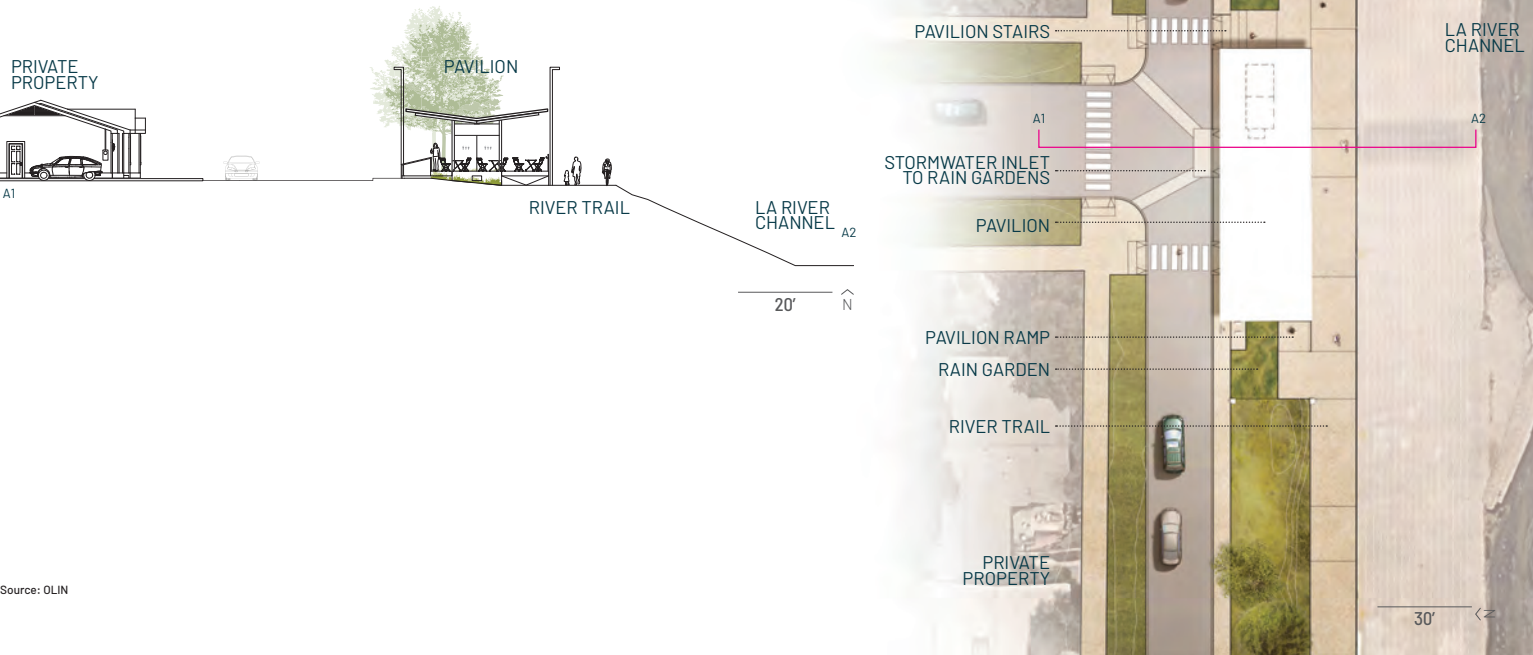 PRIVATE
PROPERTY
PAVILION
A1
RIVER TRAIL
LA RIVER
CHANNEL
A2
20′
N
Source: OLIN
PAVILION STAIRS
LA RIVER
CHANNEL
A1
A2
STORMWATER INLET
TO RAIN GARDENS
PAVILION
PAVILION RAMP
RAIN GARDEN
RIVER TRAIL
PRIVATE
PROPERTY
30′
N